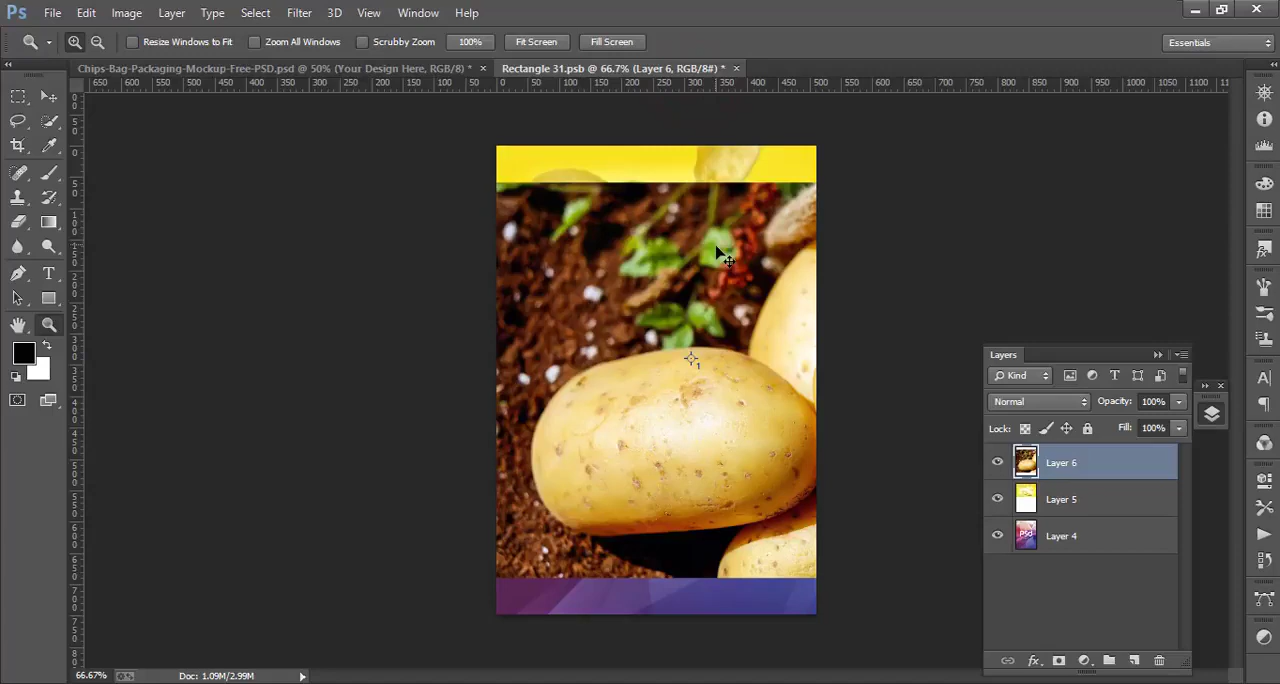 Ps File Edit Image Layer Type Select Filter 3D View Window Help
Resize Windows to Fit Zoom All Windows Scrubby Zoom 100% Fit Screen Fill Screen Essentials
Chips-Bag-Packaging-Mockup-Free-PSD.psd @ 50% (Your Design Here, RGB/8) * × Rectangle 31.psb @ 66.7% (Layer 6, RGB/8#) * ×
650 600 550 500 450 400 350 300 250 200 150 100 50 0 50 100 150 200 250 300 350 400 450 500 550 600 650 700 750 800 850 900 950 1000 1050 1100
1
Layers
Kind
Normal Opacity: 100%
Lock: Fill: 100%
Layer 6
Layer 5
Layer 4
fx
66.67% Doc: 1.09M/2.99M